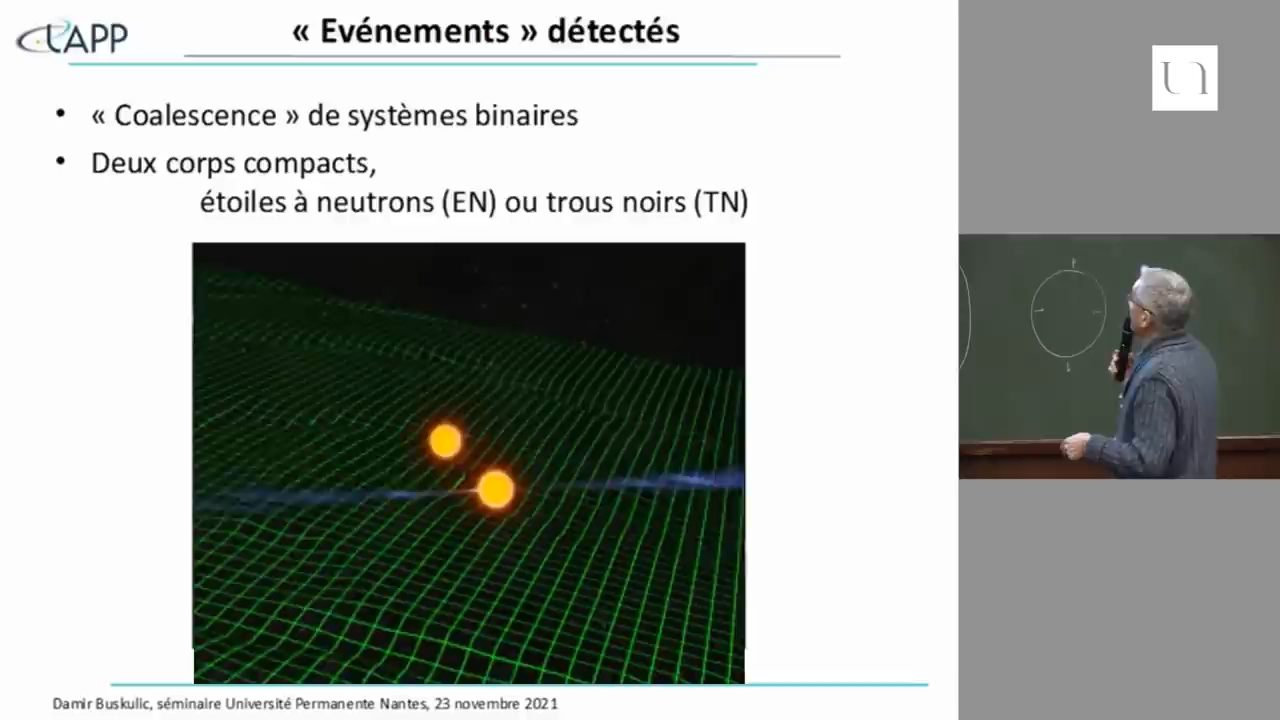 LAPP
« Evénements » détectés
• « Coalescence » de systèmes binaires
• Deux corps compacts,
étoiles à neutrons (EN) ou trous noirs (TN)
Damir Buskulic, séminaire Université Permanente Nantes, 23 novembre 2021